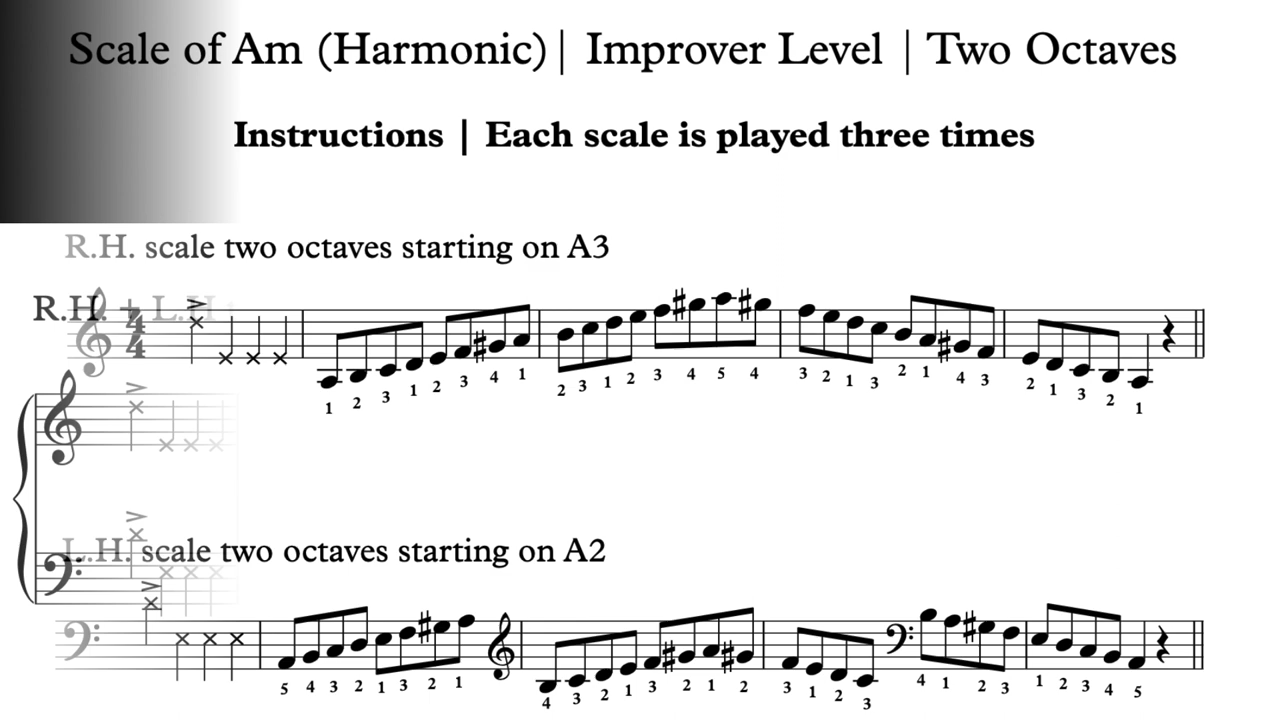 Scale of Am (Harmonic)| Improver Level | Two Octaves
Instructions | Each scale is played three times
R.H. scale two octaves starting on A3
R.H. + L.H
4
4
1 2 3 1 2 3 4 1 2 3 1 2 3 4 5 4 3 2 1 3 2 1 4 3 2 1 3 2 1
L.H. scale two octaves starting on A2
5 4 3 2 1 3 2 1 4 3 2 1 3 2 1 2 3 1 2 3 4 1 2 3 1 2 3 4 5